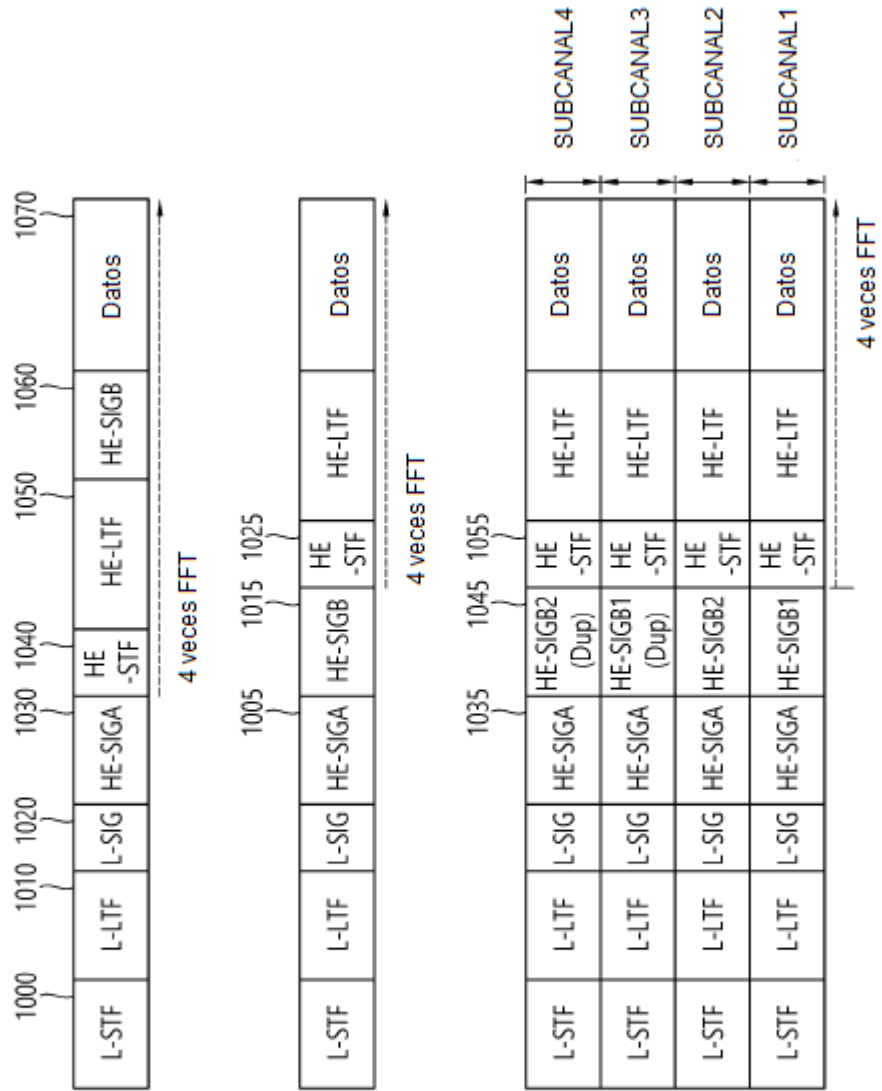 1000 1010 1020 1030 1040 1050 1060 1070
L-STF L-LTF L-SIG HE-SIGA HE-STF HE-LTF HE-SIGB Datos
4 veces FFT
1005 1015 1025
L-STF L-LTF L-SIG HE-SIGA HE-SIGB HE-STF HE-LTF Datos
4 veces FFT
1035 1045 1055
L-STF L-LTF L-SIG HE-SIGA HE-SIGB2 (Dup) HE-STF HE-LTF Datos SUBCANAL4
L-STF L-LTF L-SIG HE-SIGA HE-SIGB1 (Dup) HE-STF HE-LTF Datos SUBCANAL3
L-STF L-LTF L-SIG HE-SIGA HE-SIGB2 HE-STF HE-LTF Datos SUBCANAL2
L-STF L-LTF L-SIG HE-SIGA HE-SIGB1 HE-STF HE-LTF Datos SUBCANAL1
4 veces FFT